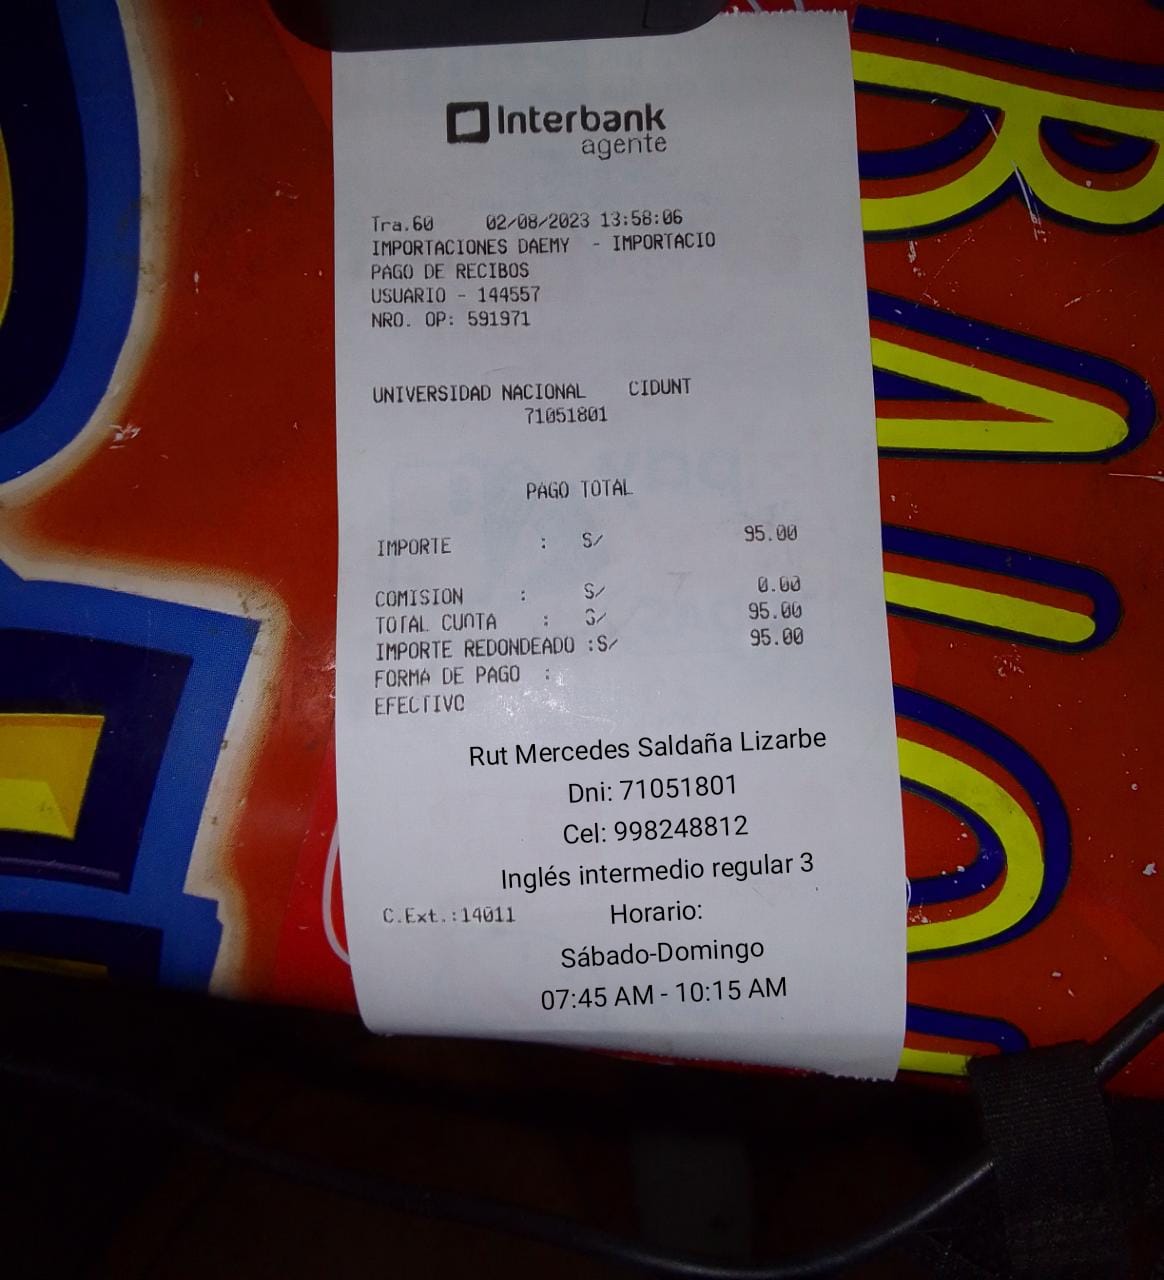 Interbank
agente
Tra.60 02/08/2023 13:58:06
IMPORTACIONES DAEMY - IMPORTACIO
PAGO DE RECIBOS
USUARIO - 144557
NRO. OP: 591971
UNIVERSIDAD NACIONAL CIDUNT
71051801
PAGO TOTAL
IMPORTE : S/ 95.00
COMISION : S/ 0.00
TOTAL CUOTA : S/ 95.00
IMPORTE REDONDEADO :S/ 95.00
FORMA DE PAGO :
EFECTIVO
Rut Mercedes Saldaña Lizarbe
Dni: 71051801
Cel: 998248812
Inglés intermedio regular 3
C.Ext.:14011 Horario:
Sábado-Domingo
07:45 AM - 10:15 AM